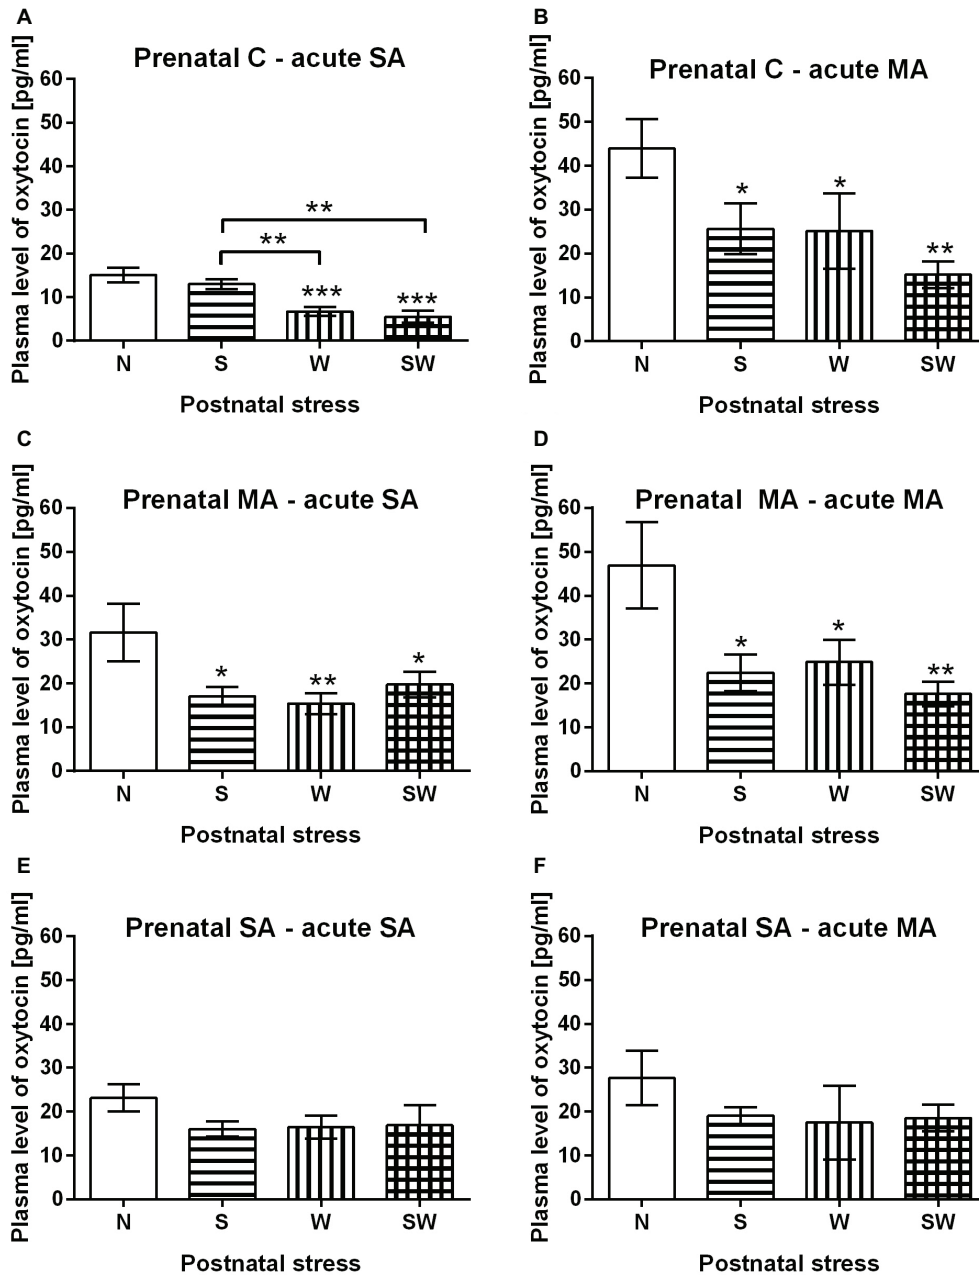 A
Prenatal C - acute SA
Plasma level of oxytocin [pg/ml]
60
50
40
30
20
10
0
**
**
***
***
N S W SW
Postnatal stress
B
Prenatal C - acute MA
Plasma level of oxytocin [pg/ml]
60
50
40
30
20
10
0
*
*
**
N S W SW
Postnatal stress
C
Prenatal MA - acute SA
Plasma level of oxytocin [pg/ml]
60
50
40
30
20
10
0
*
**
*
N S W SW
Postnatal stress
D
Prenatal MA - acute MA
Plasma level of oxytocin [pg/ml]
60
50
40
30
20
10
0
*
*
**
N S W SW
Postnatal stress
E
Prenatal SA - acute SA
Plasma level of oxytocin [pg/ml]
60
50
40
30
20
10
0
N S W SW
Postnatal stress
F
Prenatal SA - acute MA
Plasma level of oxytocin [pg/ml]
60
50
40
30
20
10
0
N S W SW
Postnatal stress